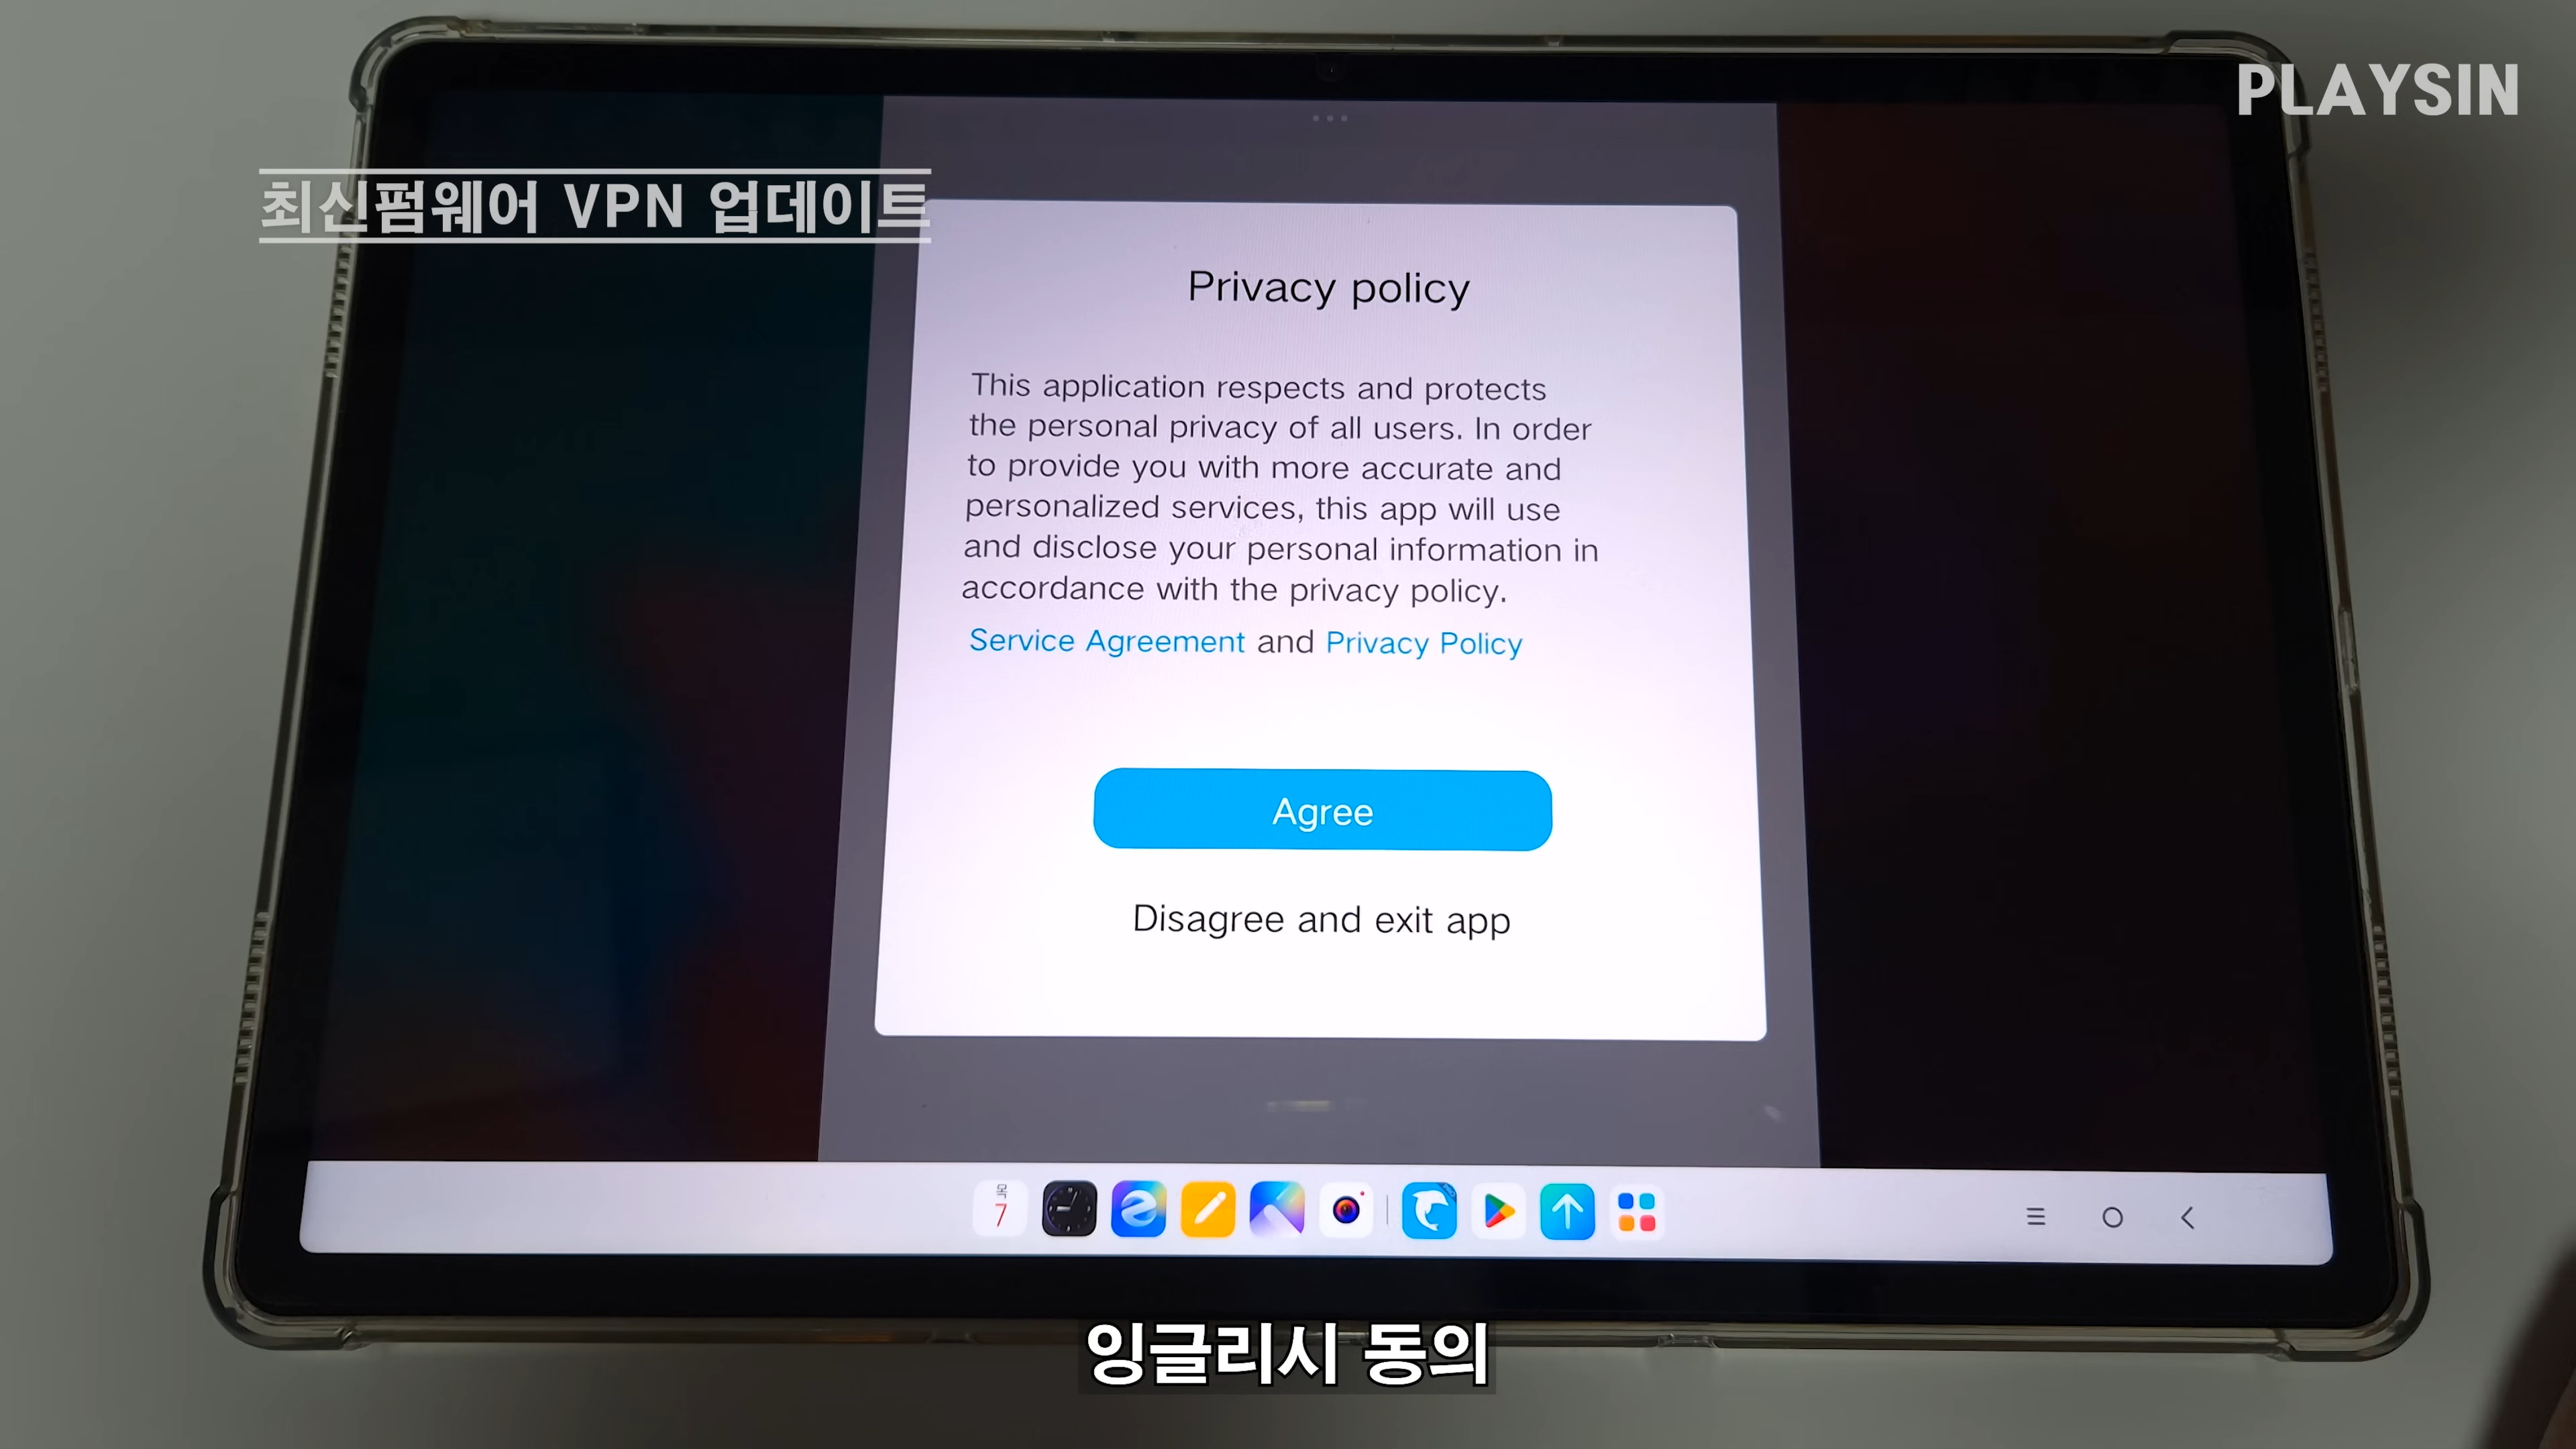 PLAYSIN
최신펌웨어 VPN 업데이트
Privacy policy
This application respects and protects
the personal privacy of all users. In order
to provide you with more accurate and
personalized services, this app will use
and disclose your personal information in
accordance with the privacy policy.
Service Agreement and Privacy Policy
Agree
Disagree and exit app
목
7
잉글리시 동의